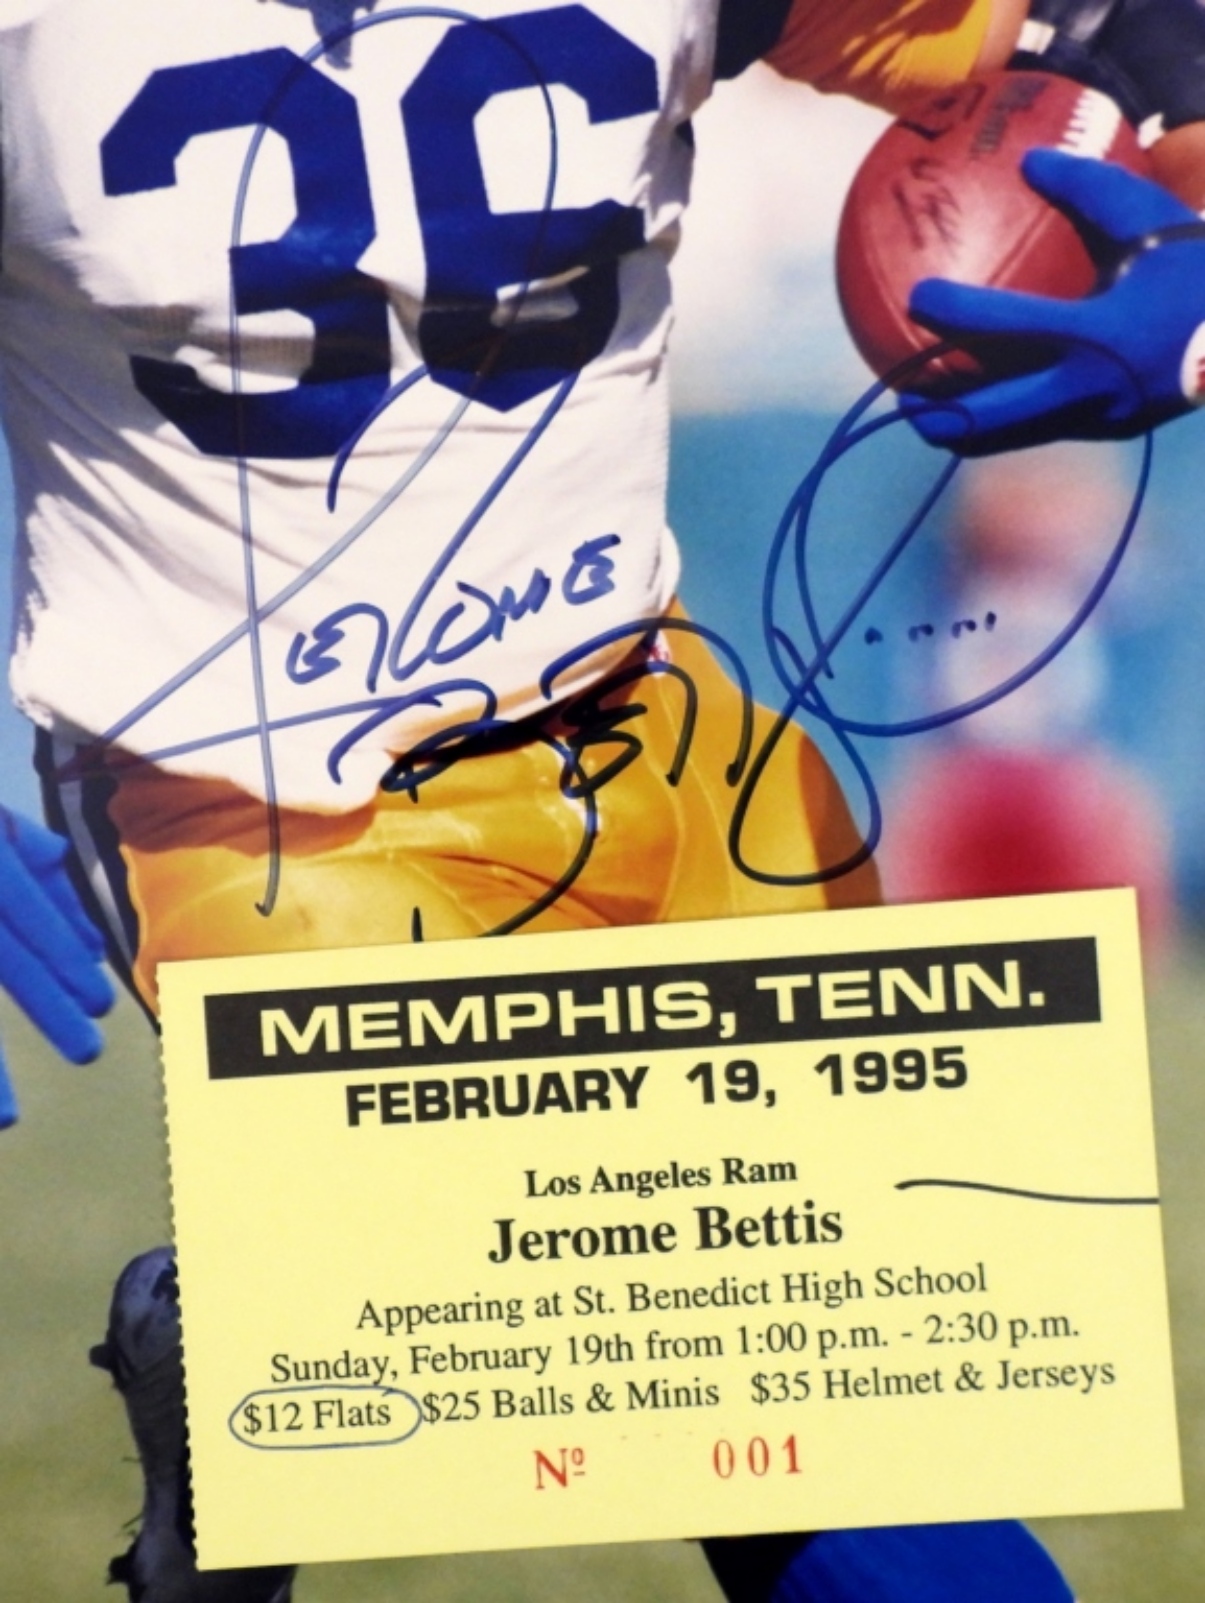 36
JEROME
MEMPHIS, TENN.
FEBRUARY 19, 1995
Los Angeles Ram
Jerome Bettis
Appearing at St. Benedict High School
Sunday, February 19th from 1:00 p.m. - 2:30 p.m.
$12 Flats $25 Balls & Minis $35 Helmet & Jerseys
Nº 001